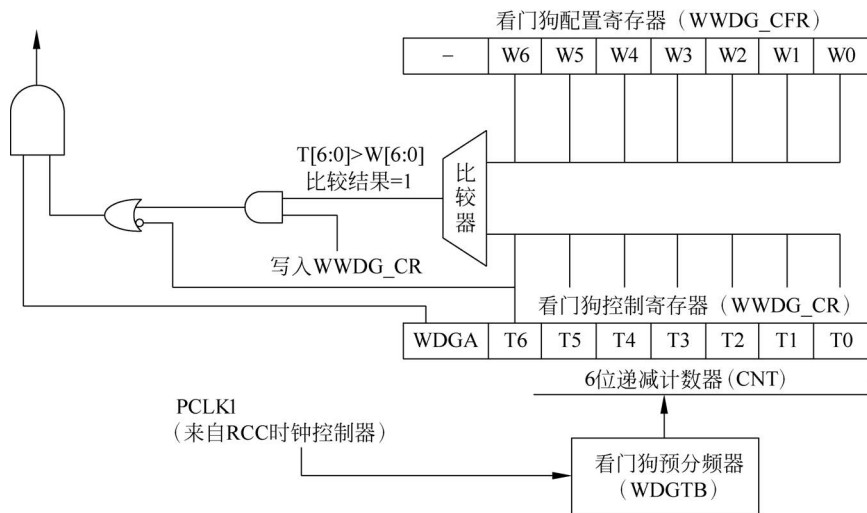 看门狗配置寄存器（WWDG_CFR）
– W6 W5 W4 W3 W2 W1 W0
T[6:0]>W[6:0]
比较结果=1
比较器
写入WWDG_CR
看门狗控制寄存器（WWDG_CR）
WDGA T6 T5 T4 T3 T2 T1 T0
6位递减计数器(CNT)
PCLK1
（来自RCC时钟控制器）
看门狗预分频器
(WDGTB)